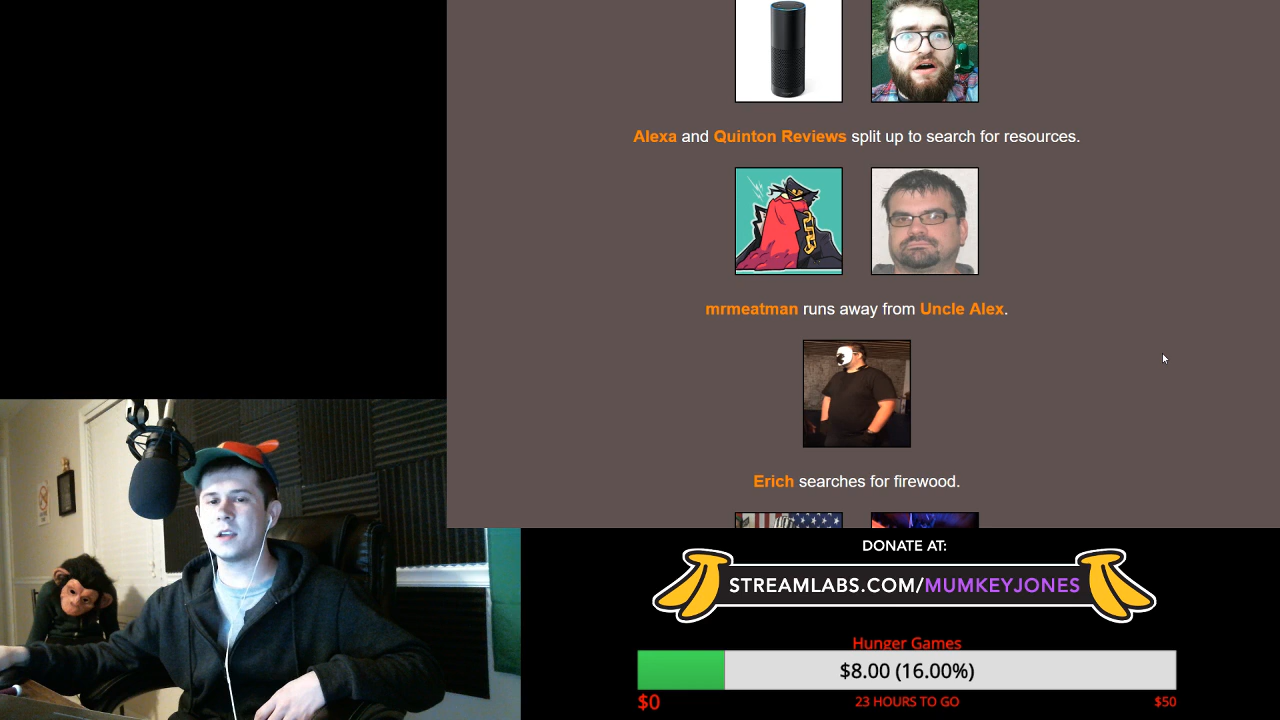 Alexa and Quinton Reviews split up to search for resources.
mrmeatman runs away from Uncle Alex.
Erich searches for firewood.
DONATE AT:
STREAMLABS.COM/MUMKEYJONES
Hunger Games
$8.00 (16.00%)
$0 23 HOURS TO GO $50